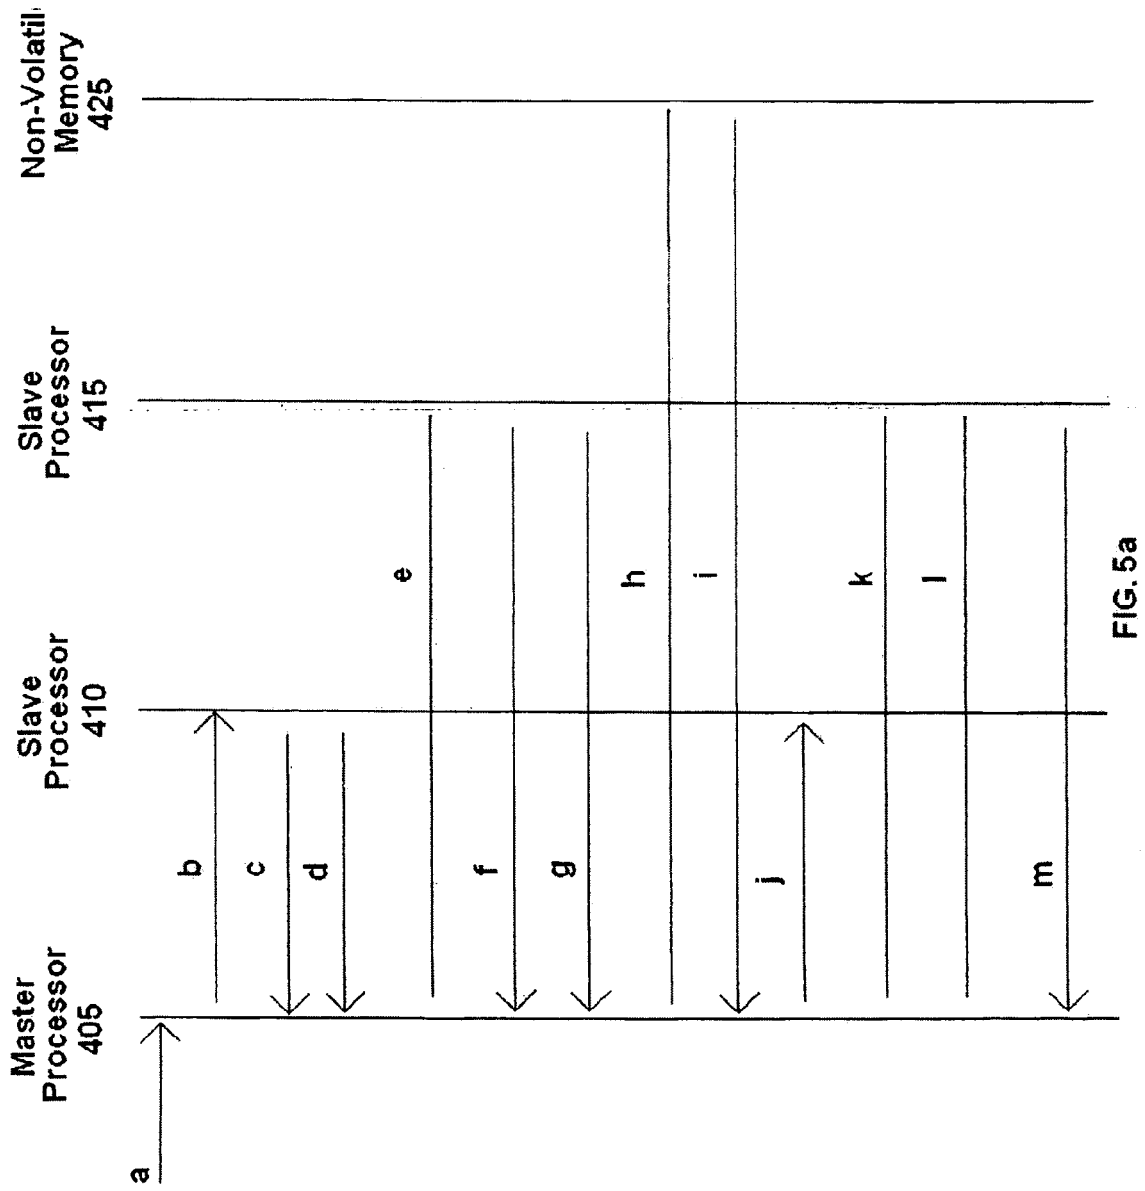 Master
Processor
405
Slave
Processor
410
Slave
Processor
415
Non-Volatil
Memory
425
a
b
c
d
e
f
g
h
i
j
k
l
m
FIG. 5a